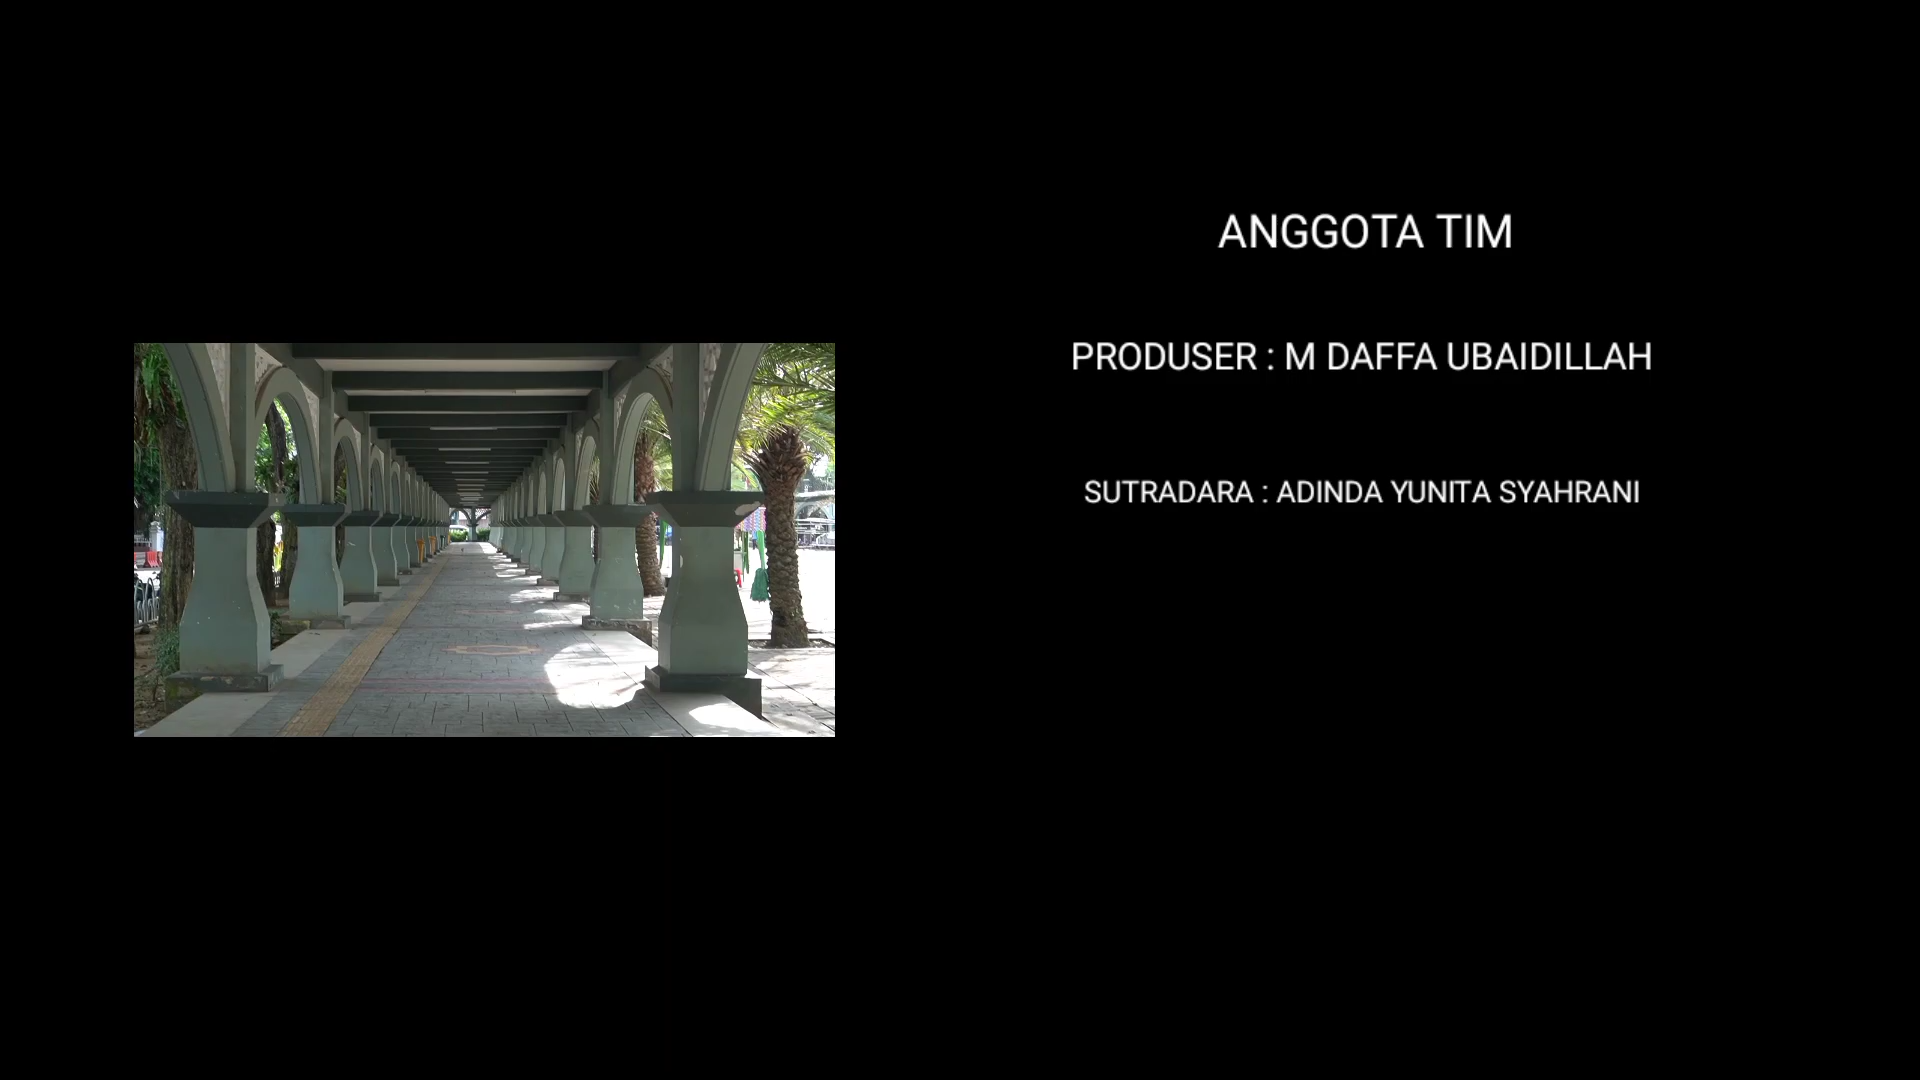 ANGGOTA TIM
PRODUSER : M DAFFA UBAIDILLAH
SUTRADARA : ADINDA YUNITA SYAHRANI